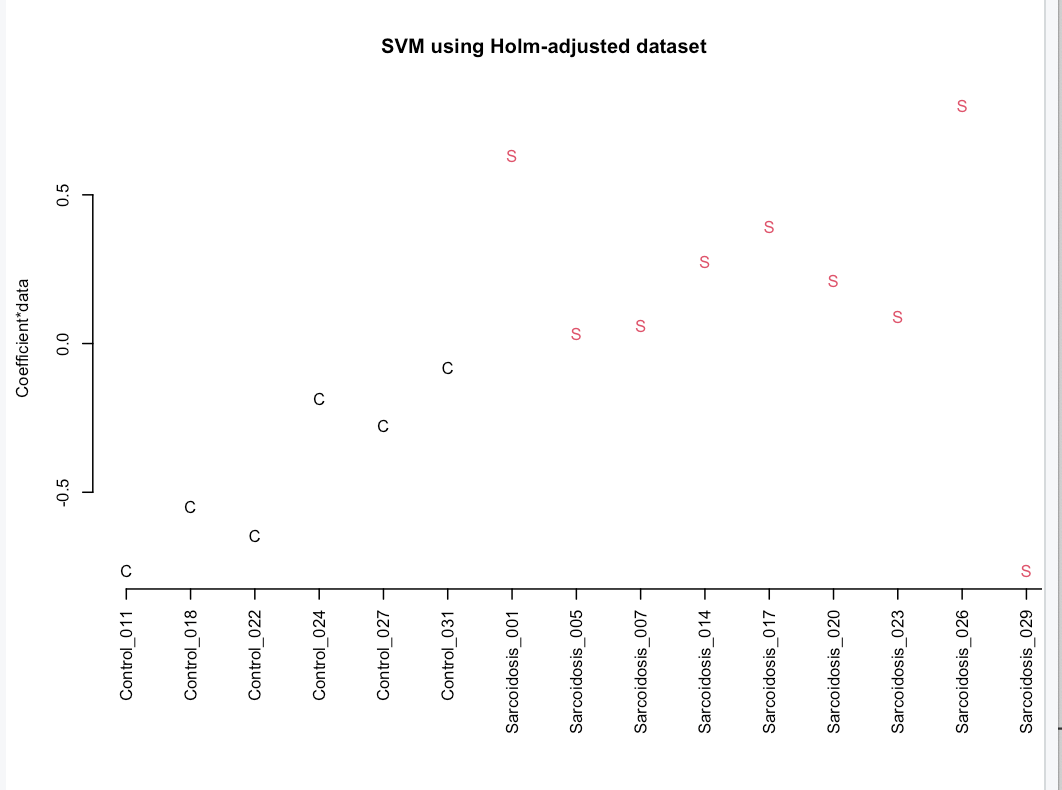 SVM using Holm-adjusted dataset
S
S
0.5
S
S
S
S
S
S
0.0
Coefficient*data
C
C
C
-0.5
C
C
C
S
Control_011
Control_018
Control_022
Control_024
Control_027
Control_031
Sarcoidosis_001
Sarcoidosis_005
Sarcoidosis_007
Sarcoidosis_014
Sarcoidosis_017
Sarcoidosis_020
Sarcoidosis_023
Sarcoidosis_026
Sarcoidosis_029